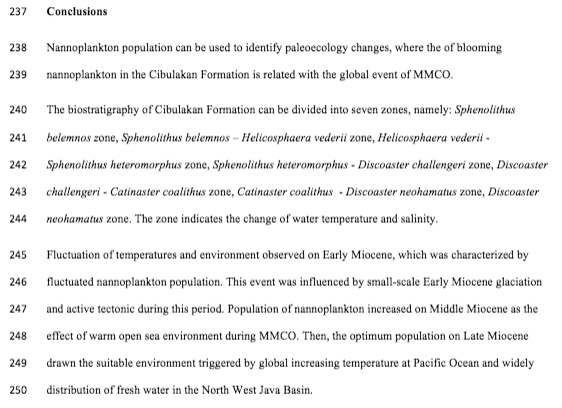 237 Conclusions
238 Nannoplankton population can be used to identify paleoecology changes, where the of blooming
239 nannoplankton in the Cibulakan Formation is related with the global event of MMCO.
240 The biostratigraphy of Cibulakan Formation can be divided into seven zones, namely: Sphenolithus
241 belemnos zone, Sphenolithus belemnos – Helicosphaera vederii zone, Helicosphaera vederii -
242 Sphenolithus heteromorphus zone, Sphenolithus heteromorphus - Discoaster challengeri zone, Discoaster
243 challengeri - Catinaster coalithus zone, Catinaster coalithus - Discoaster neohamatus zone, Discoaster
244 neohamatus zone. The zone indicates the change of water temperature and salinity.
245 Fluctuation of temperatures and environment observed on Early Miocene, which was characterized by
246 fluctuated nannoplankton population. This event was influenced by small-scale Early Miocene glaciation
247 and active tectonic during this period. Population of nannoplankton increased on Middle Miocene as the
248 effect of warm open sea environment during MMCO. Then, the optimum population on Late Miocene
249 drawn the suitable environment triggered by global increasing temperature at Pacific Ocean and widely
250 distribution of fresh water in the North West Java Basin.